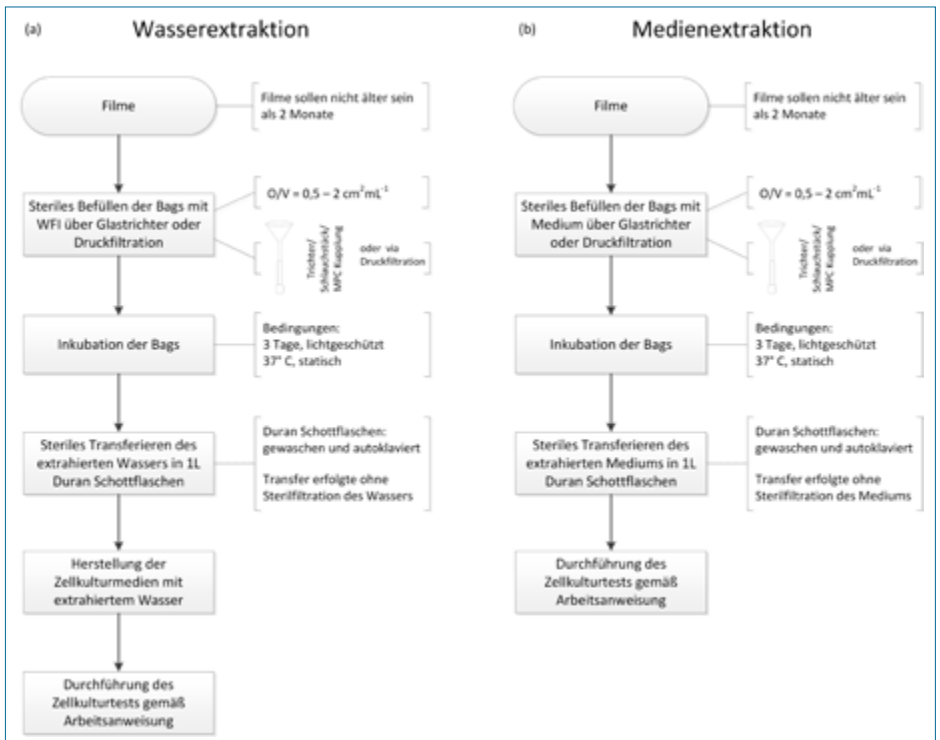 (a) Wasserextraktion
Filme
Filme sollen nicht älter sein
als 2 Monate
Steriles Befüllen der Bags mit
WFI über Glastrichter oder
Druckfiltration
O/V = 0,5 – 2 cm²mL⁻¹
Trichter/
Schlauchstück/
MPC Kupplung
oder via
Druckfiltration
Inkubation der Bags
Bedingungen:
3 Tage, lichtgeschützt
37° C, statisch
Steriles Transferieren des
extrahierten Wassers in 1L
Duran Schottflaschen
Duran Schottflaschen:
gewaschen und autoklaviert
Transfer erfolgte ohne
Sterilfiltration des Wassers
Herstellung der
Zellkulturmedien mit
extrahiertem Wasser
Durchführung des
Zellkulturtests gemäß
Arbeitsanweisung
(b) Medienextraktion
Filme
Filme sollen nicht älter sein
als 2 Monate
Steriles Befüllen der Bags mit
Medium über Glastrichter
oder Druckfiltration
O/V = 0,5 – 2 cm²mL⁻¹
Trichter/
Schlauchstück/
MPC Kupplung
oder via
Druckfiltration
Inkubation der Bags
Bedingungen:
3 Tage, lichtgeschützt
37° C, statisch
Steriles Transferieren des
extrahierten Mediums in 1L
Duran Schottflaschen
Duran Schottflaschen:
gewaschen und autoklaviert
Transfer erfolgte ohne
Sterilfiltration des Mediums
Durchführung des
Zellkulturtests gemäß
Arbeitsanweisung